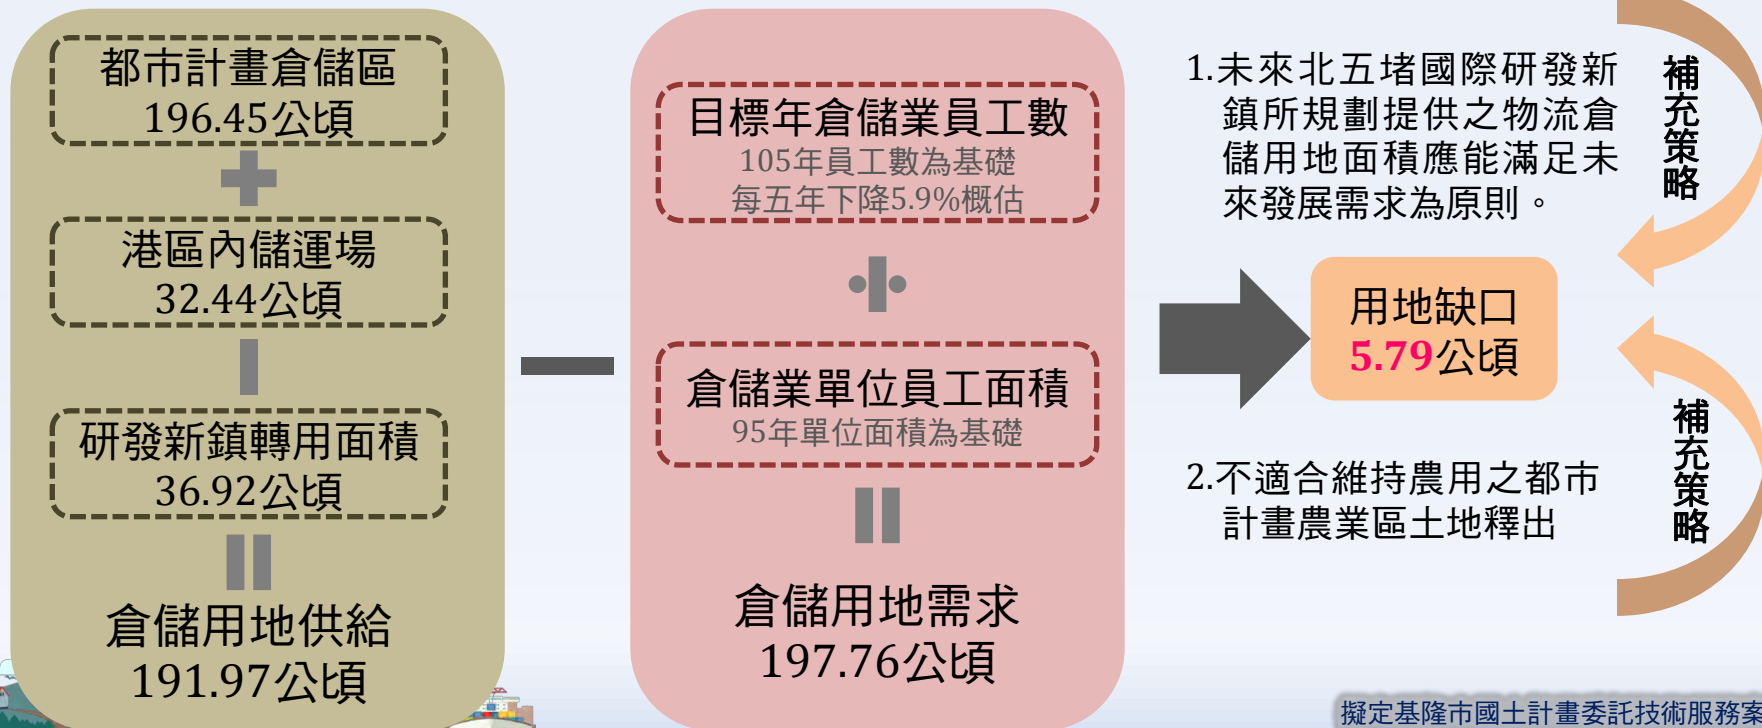 都市計畫倉儲區
196.45公頃
港區內儲運場
32.44公頃
研發新鎮轉用面積
36.92公頃
倉儲用地供給
191.97公頃
目標年倉儲業員工數
105年員工數為基礎
每五年下降5.9%概估
倉儲業單位員工面積
95年單位面積為基礎
倉儲用地需求
197.76公頃
用地缺口
5.79公頃
1.未來北五堵國際研發新
鎮所規劃提供之物流倉
儲用地面積應能滿足未
來發展需求為原則。
補充策略
2.不適合維持農用之都市
計畫農業區土地釋出
補充策略
擬定基隆市國土計畫委託技術服務案